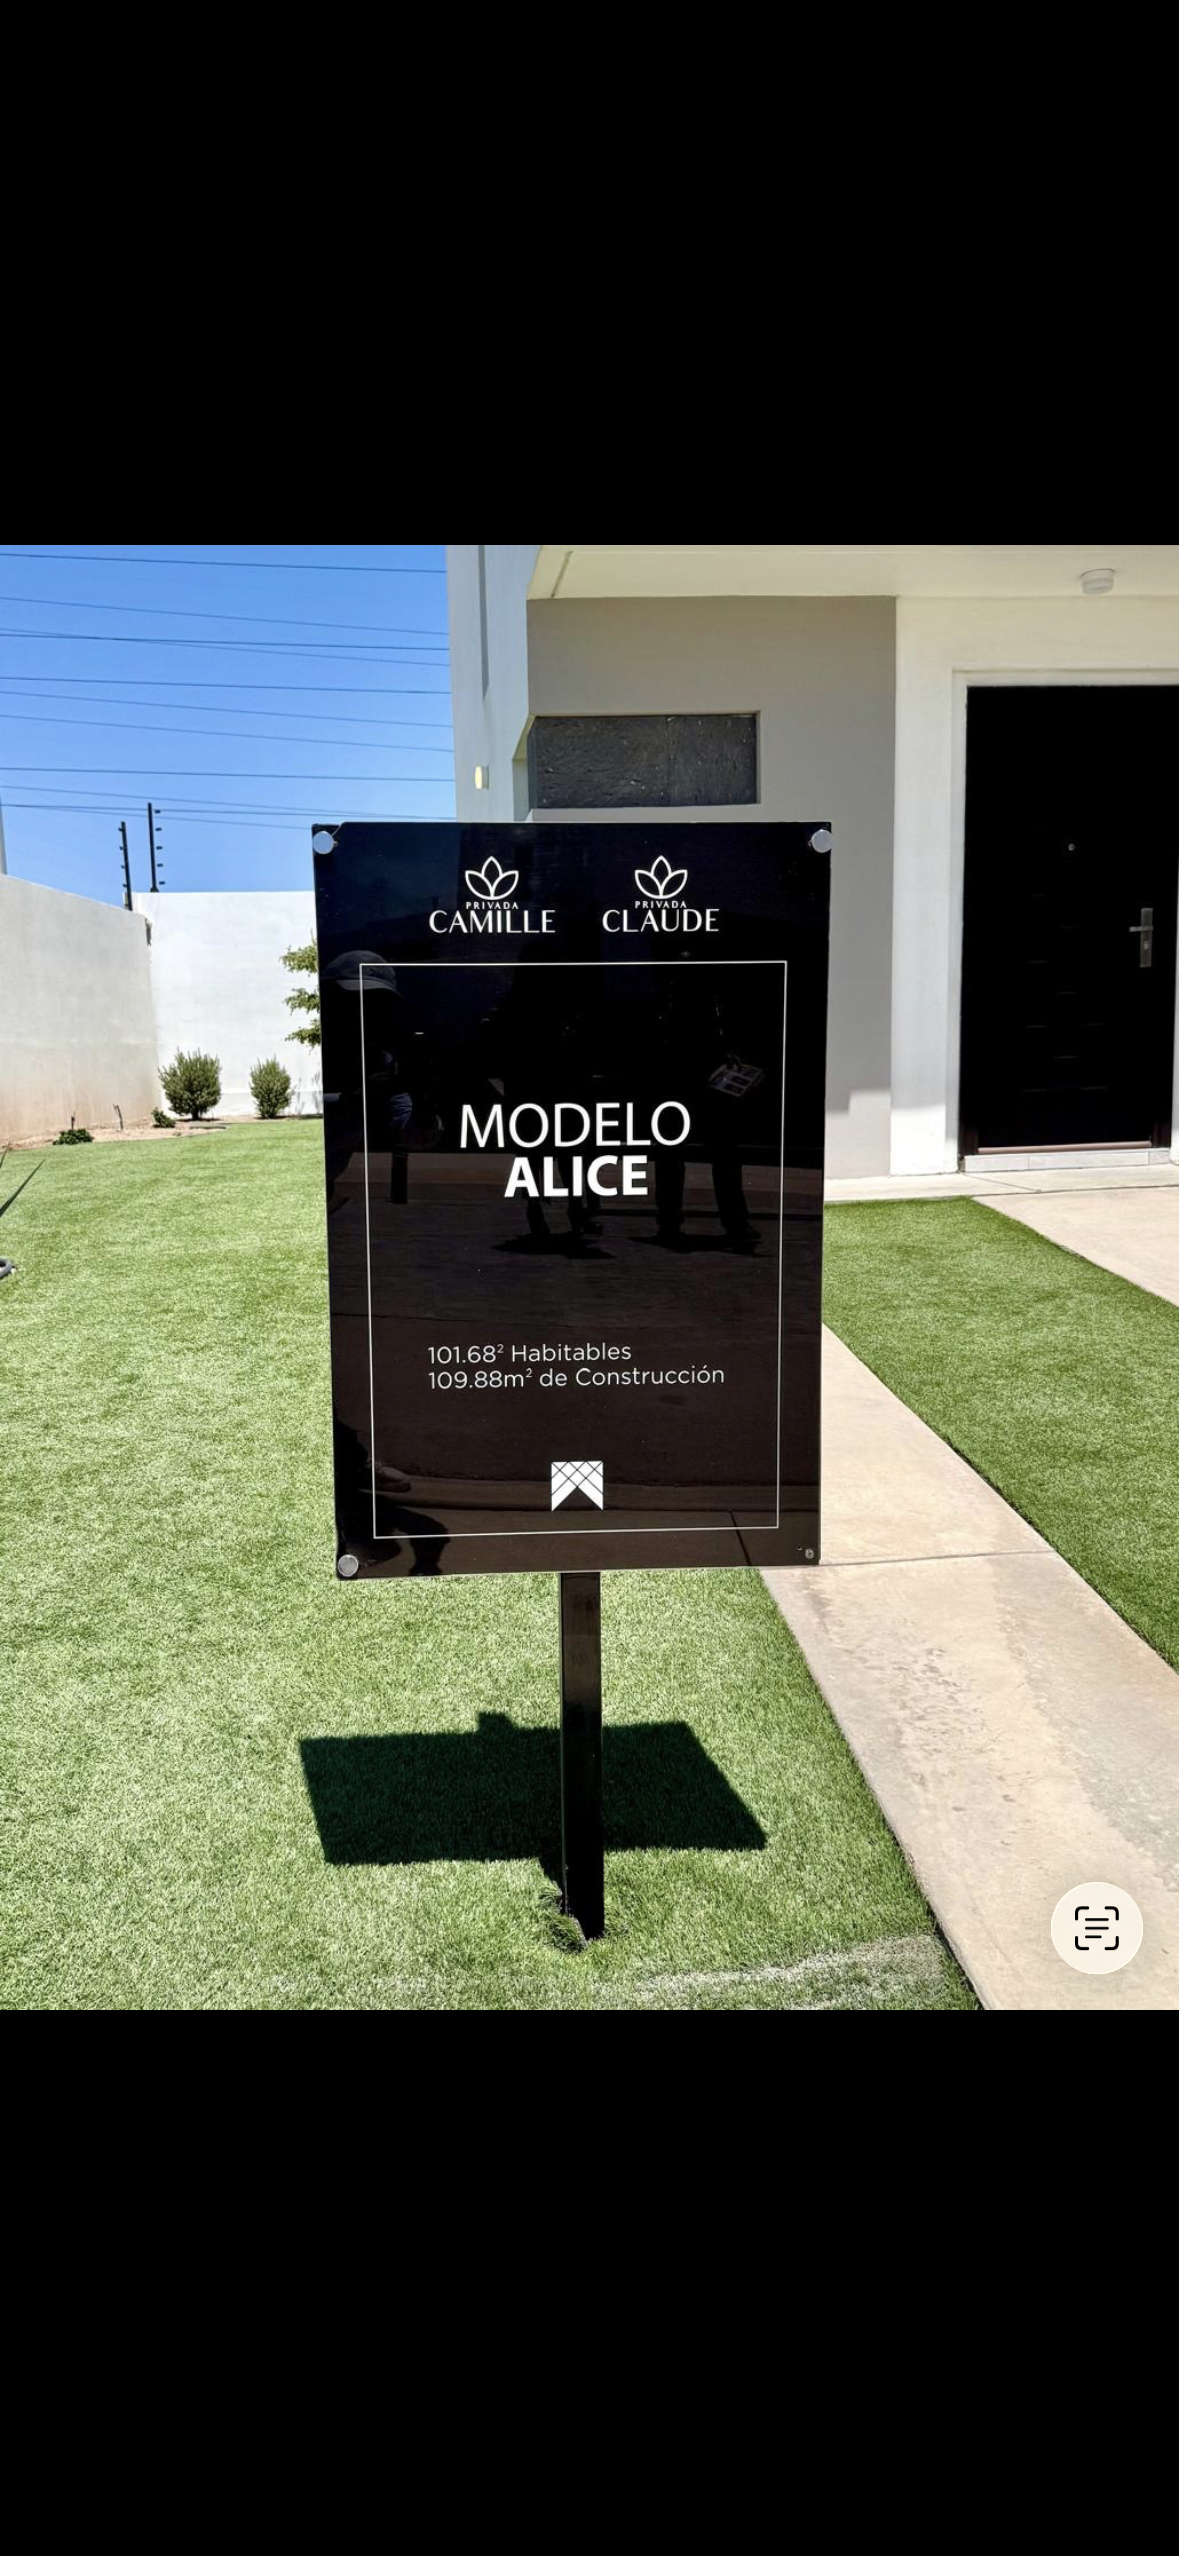 PRIVADA PRIVADA
CAMILLE CLAUDE
MODELO
ALICE
101.68² Habitables
109.88m² de Construcción